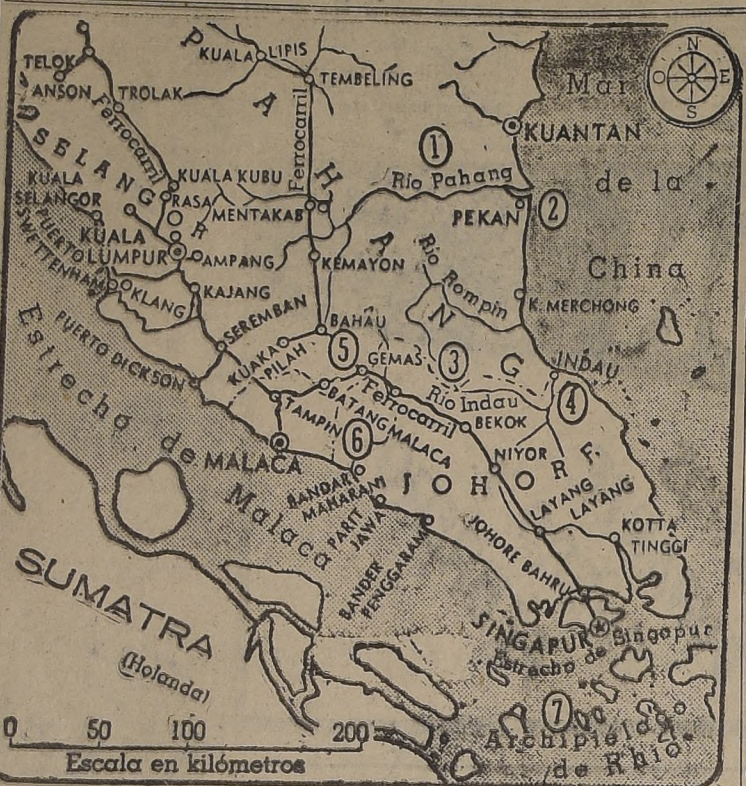 N
O E
S
PAHANG
KUALA LIPIS
TEMBELING
TELOK
ANSON
TROLAK
Ferrocarril
Ferrocarril
Mar
de la
China
KUANTAN
1
Río Pahang
PEKAN
2
SELANGOR
KUALA
SELANGOR
KUALA KUBU
RASA
MENTAKAB
KUALA
LUMPUR
AMPANG
KEMAYON
PUERTO
SWETTENHAM
KLANG
KAJANG
Río Rompin
K. MERCHONG
SEREMBAN
BAHAU
PUERTO DICKSON
KUAKA
PILAH
5
GEMAS
3
INDAU
Río Indau
4
Ferrocarril
TAMPIN
BATANG MALACA
BEKOK
6
NIYOR
Estrecho de Malaca
MALACA
BANDAR
MAHARANI
JOHORE
LAYANG
LAYANG
PARIT
JAWA
KOTTA
TINGGI
BANDER
PENGGARAM
JOHORE BAHRU
SUMATRA
(Holanda)
SINGAPUR
Estrecho de Singapur
7
Archipiélago
de Rhio
0 50 100 200
Escala en kilómetros